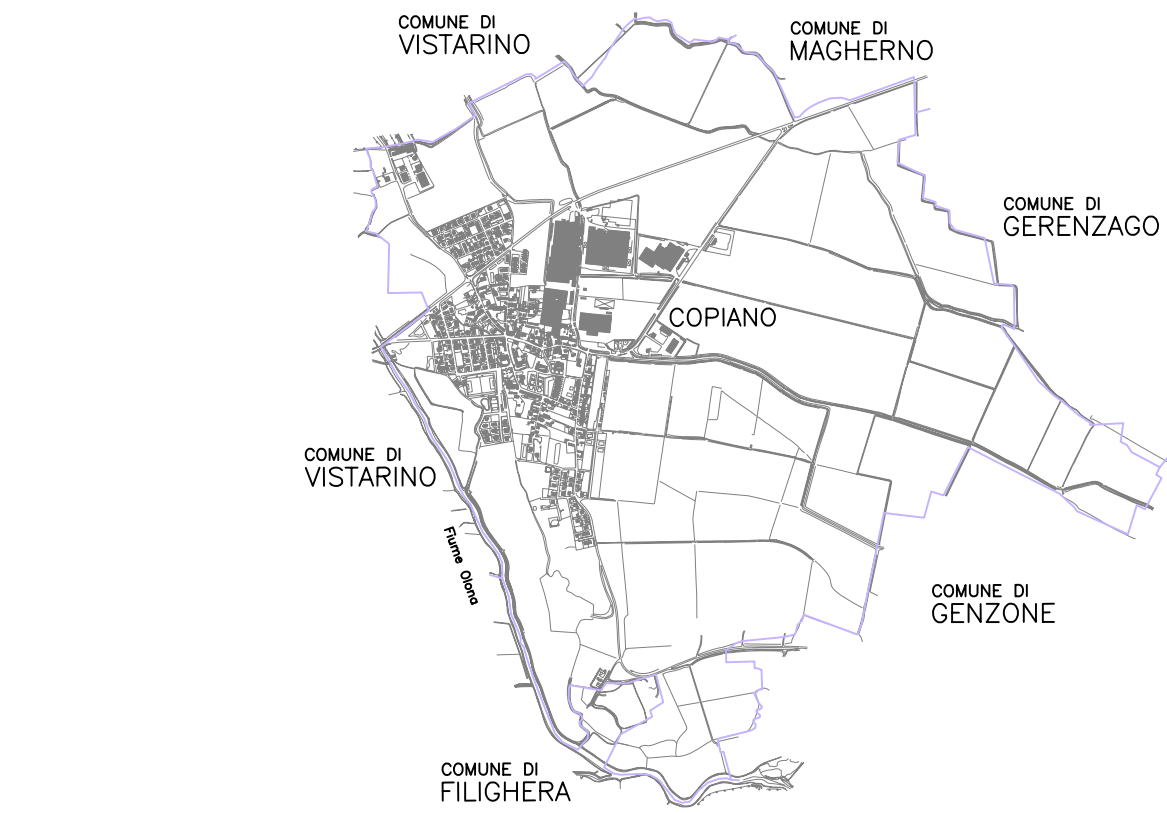 COMUNE DI
VISTARINO
COMUNE DI
MAGHERNO
COMUNE DI
GERENZAGO
COPIANO
COMUNE DI
VISTARINO
Fiume Olona
COMUNE DI
GENZONE
COMUNE DI
FILIGHERA